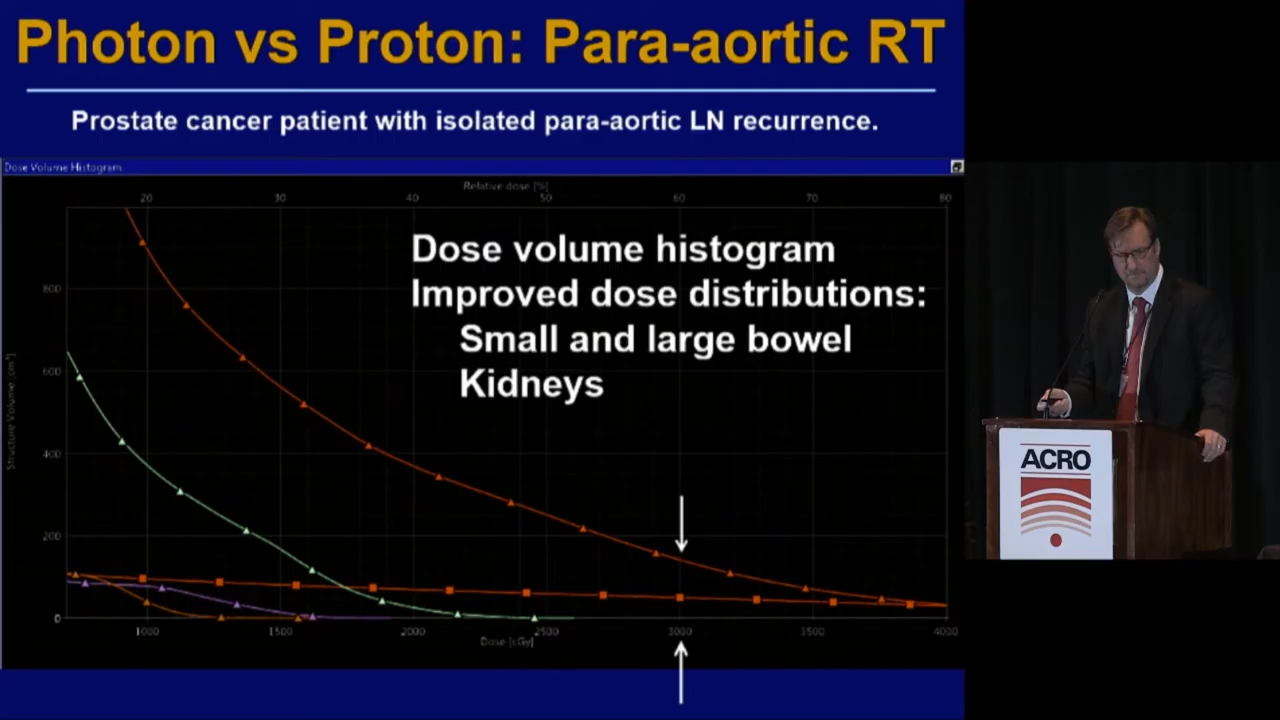 Photon vs Proton: Para-aortic RT
Prostate cancer patient with isolated para-aortic LN recurrence.
Dose Volume Histogram
Relative dose [%]
20 30 40 50 60 70 80
Dose volume histogram
Improved dose distributions:
Small and large bowel
Kidneys
Structure Volume [cm³]
800
600
400
200
0
1000 1500 2000 2500 3000 3500 4000
Dose [cGy]
ACRO